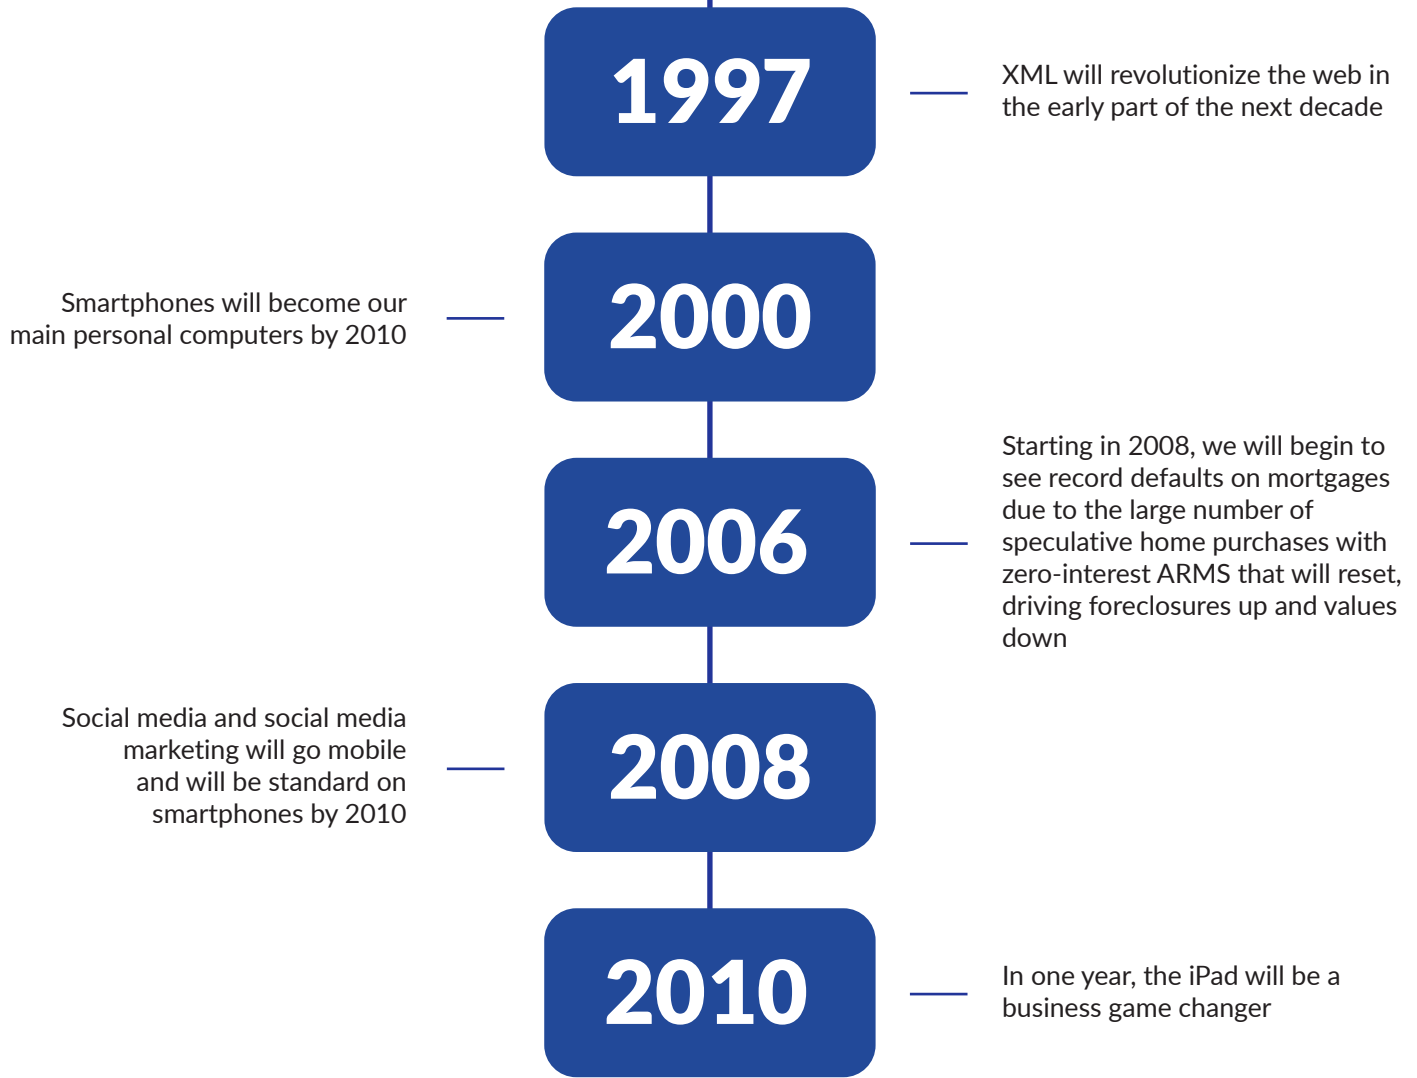 1997
XML will revolutionize the web in
the early part of the next decade
Smartphones will become our
main personal computers by 2010
2000
Starting in 2008, we will begin to
see record defaults on mortgages
due to the large number of
speculative home purchases with
zero-interest ARMS that will reset,
driving foreclosures up and values
down
2006
Social media and social media
marketing will go mobile
and will be standard on
smartphones by 2010
2008
2010
In one year, the iPad will be a
business game changer